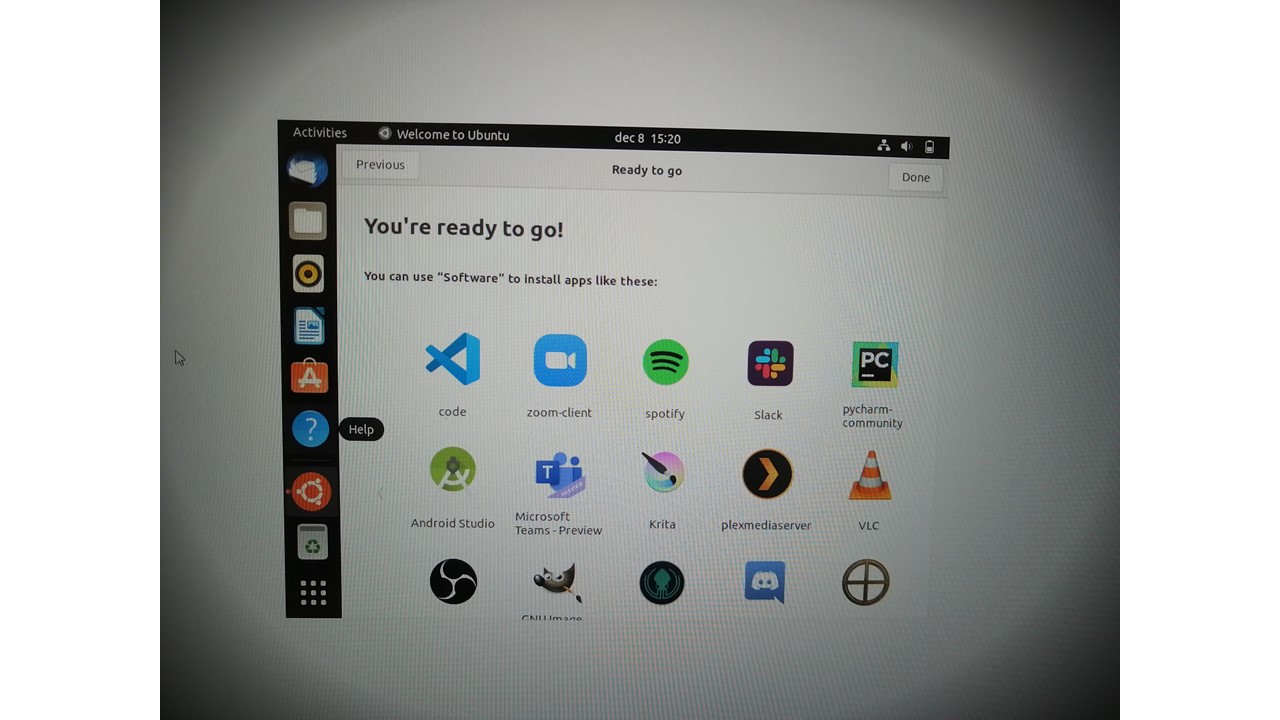 Activities
Welcome to Ubuntu
dec 8 15:20
Previous
Ready to go
Done
You're ready to go!
You can use “Software” to install apps like these:
code
zoom-client
spotify
Slack
PC
pycharm-
community
Help
T
Android Studio
Microsoft
Teams - Preview
Krita
plexmediaserver
VLC
GNU Image